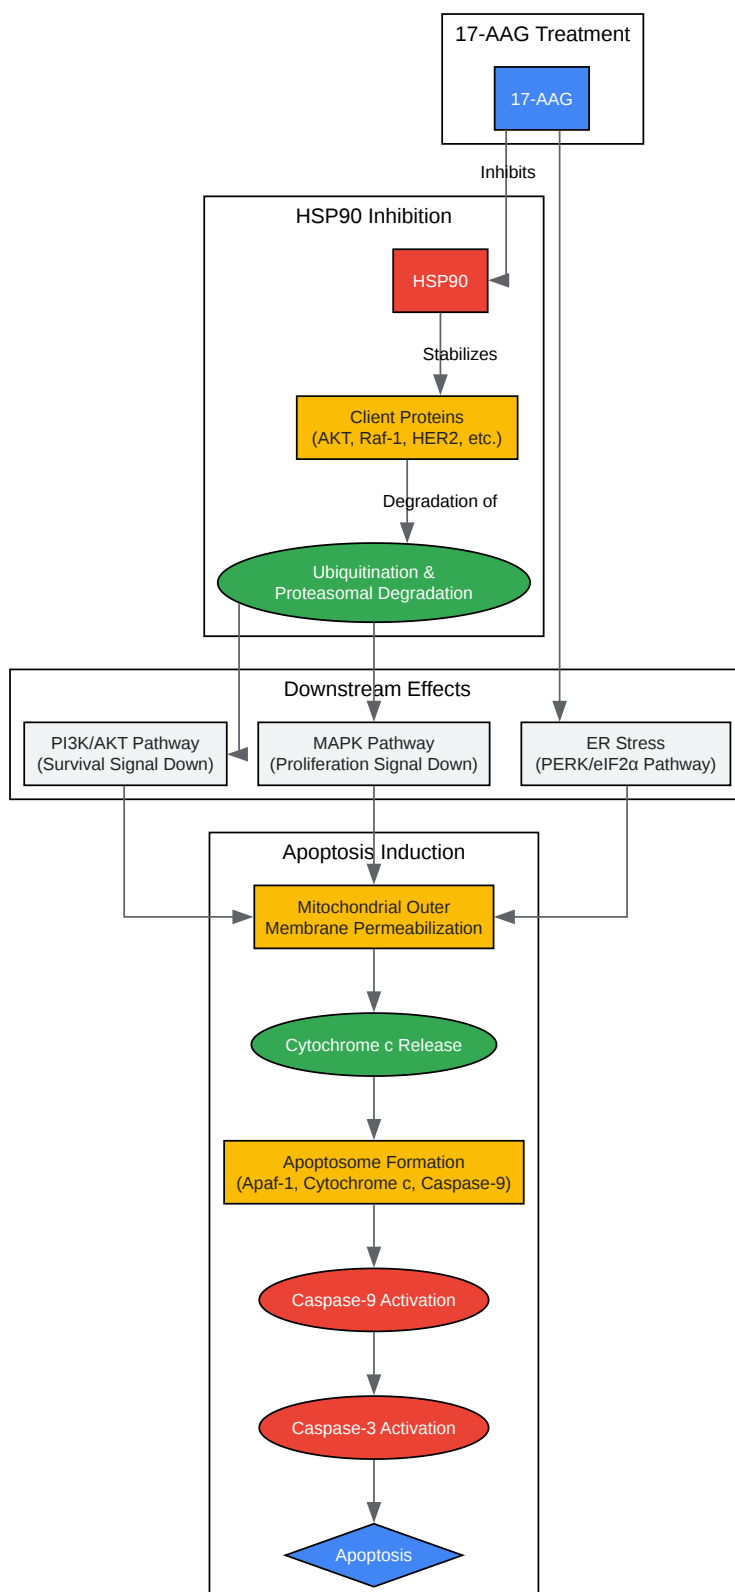 17-AAG Treatment
17-AAG
Inhibits
HSP90 Inhibition
HSP90
Stabilizes
Client Proteins
(AKT, Raf-1, HER2, etc.)
Degradation of
Ubiquitination &
Proteasomal Degradation
Downstream Effects
PI3K/AKT Pathway
(Survival Signal Down)
MAPK Pathway
(Proliferation Signal Down)
ER Stress
(PERK/eIF2α Pathway)
Apoptosis Induction
Mitochondrial Outer
Membrane Permeabilization
Cytochrome c Release
Apoptosome Formation
(Apaf-1, Cytochrome c, Caspase-9)
Caspase-9 Activation
Caspase-3 Activation
Apoptosis